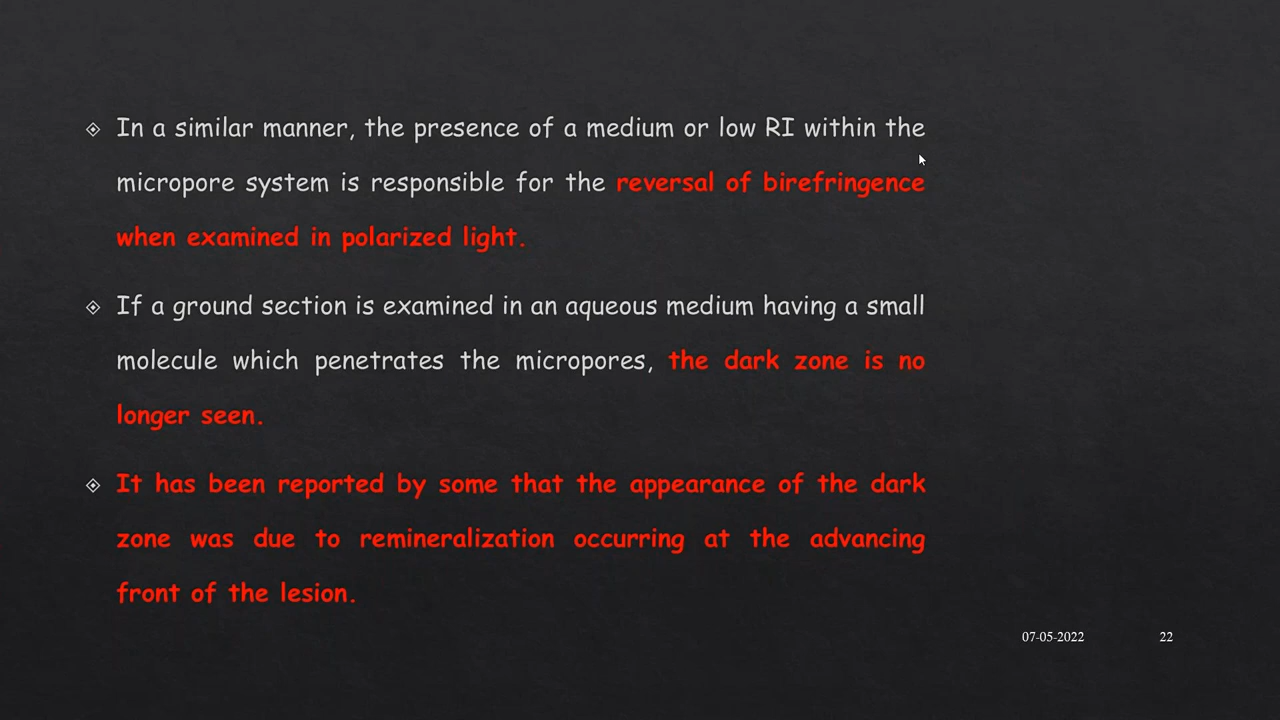 In a similar manner, the presence of a medium or low RI within the
micropore system is responsible for the reversal of birefringence
when examined in polarized light.
If a ground section is examined in an aqueous medium having a small
molecule which penetrates the micropores, the dark zone is no
longer seen.
It has been reported by some that the appearance of the dark
zone was due to remineralization occurring at the advancing
front of the lesion.
07-05-2022 22